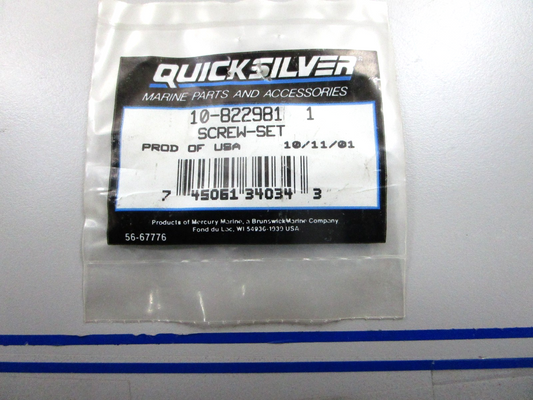 QUICKSILVER
MARINE PARTS AND ACCESSORIES
10-822981 1
SCREW-SET
PROD OF USA 10/11/01
7 45061 34034 3
Products of Mercury Marine, a Brunswick Marine Company
Fond du Lac, WI 54936-1939 USA
56-67776